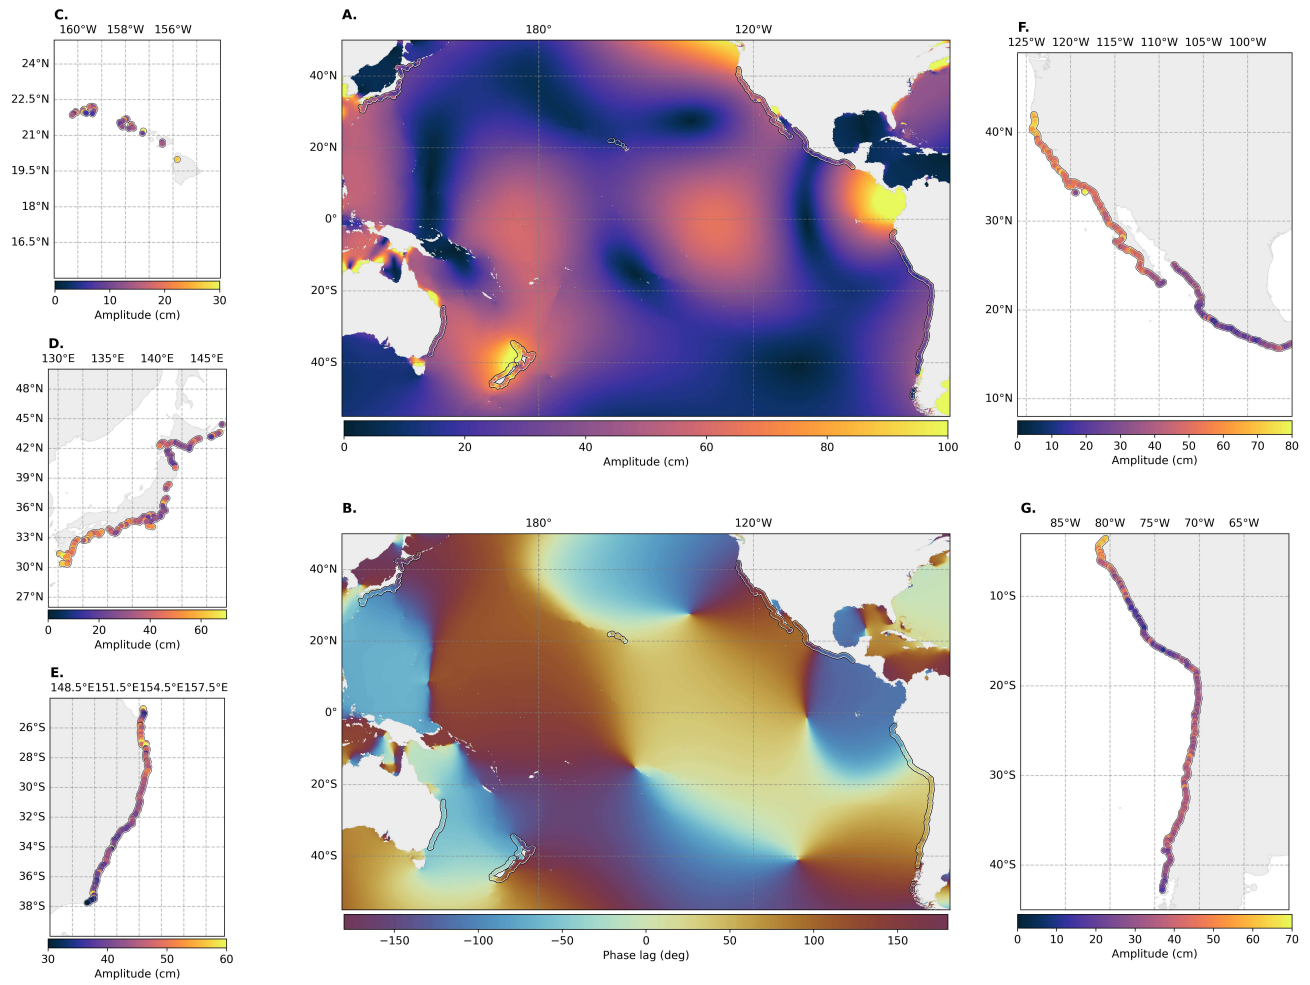 C.
160°W 158°W 156°W
24°N
22.5°N
21°N
19.5°N
18°N
16.5°N
0 10 20 30
Amplitude (cm)
D.
130°E 135°E 140°E 145°E
48°N
45°N
42°N
39°N
36°N
33°N
30°N
27°N
0 20 40 60
Amplitude (cm)
E.
148.5°E151.5°E154.5°E157.5°E
26°S
28°S
30°S
32°S
34°S
36°S
38°S
30 40 50 60
Amplitude (cm)
A.
180° 120°W
40°N
20°N
0°
20°S
40°S
0 20 40 60 80 100
Amplitude (cm)
B.
180° 120°W
40°N
20°N
0°
20°S
40°S
−150 −100 −50 0 50 100 150
Phase lag (deg)
F.
125°W 120°W 115°W 110°W 105°W 100°W
40°N
30°N
20°N
10°N
0 10 20 30 40 50 60 70 80
Amplitude (cm)
G.
85°W 80°W 75°W 70°W 65°W
10°S
20°S
30°S
40°S
0 10 20 30 40 50 60 70
Amplitude (cm)